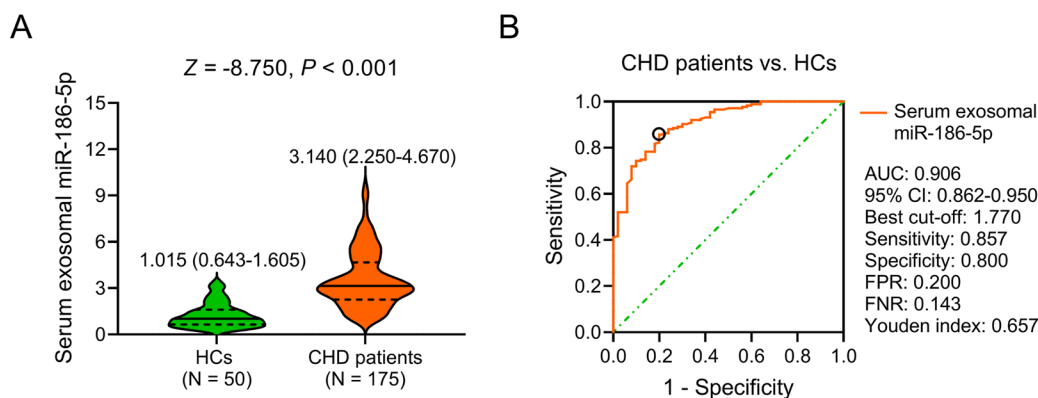 A
Z = -8.750, P < 0.001
Serum exosomal miR-186-5p
15
12
9
6
3
0
1.015 (0.643-1.605)
3.140 (2.250-4.670)
HCs
(N = 50)
CHD patients
(N = 175)
B
CHD patients vs. HCs
Sensitivity
1.0
0.8
0.6
0.4
0.2
0.0
0.0 0.2 0.4 0.6 0.8 1.0
1 - Specificity
Serum exosomal
miR-186-5p
AUC: 0.906
95% CI: 0.862-0.950
Best cut-off: 1.770
Sensitivity: 0.857
Specificity: 0.800
FPR: 0.200
FNR: 0.143
Youden index: 0.657